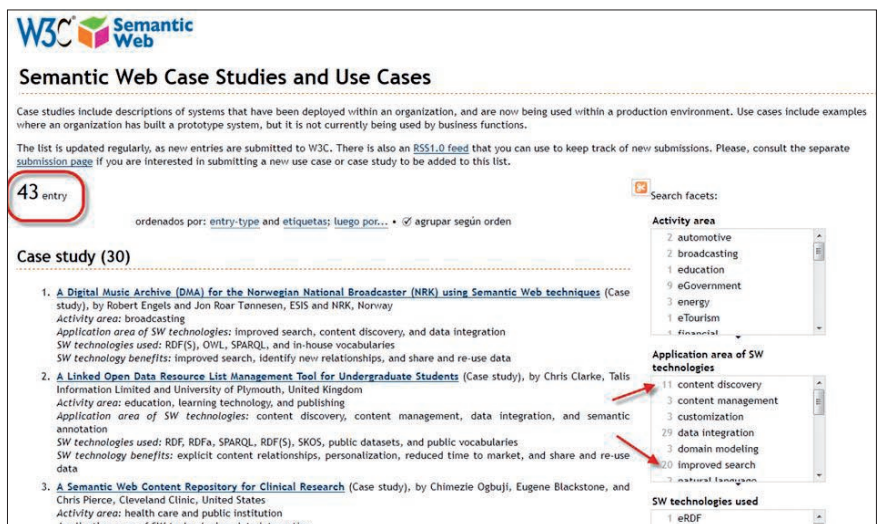 W3C Semantic
Web
Semantic Web Case Studies and Use Cases
Case studies include descriptions of systems that have been deployed within an organization, and are now being used within a production environment. Use cases include examples
where an organization has built a prototype system, but it is not currently being used by business functions.
The list is updated regularly, as new entries are submitted to W3C. There is also an RSS1.0 feed that you can use to keep track of new submissions. Please, consult the separate
submission page if you are interested in submitting a new use case or case study to be added to this list.
43 entry
ordenados por: entry-type and etiquetas; luego por... • agrupar según orden
Case study (30)
1. A Digital Music Archive (DMA) for the Norwegian National Broadcaster (NRK) using Semantic Web techniques (Case
study), by Robert Engels and Jon Roar Tønnesen, ESIS and NRK, Norway
Activity area: broadcasting
Application area of SW technologies: improved search, content discovery, and data integration
SW technologies used: RDF(S), OWL, SPARQL, and in-house vocabularies
SW technology benefits: improved search, identify new relationships, and share and re-use data
2. A Linked Open Data Resource List Management Tool for Undergraduate Students (Case study), by Chris Clarke, Talis
Information Limited and University of Plymouth, United Kingdom
Activity area: education, learning technology, and publishing
Application area of SW technologies: content discovery, content management, data integration, and semantic
annotation
SW technologies used: RDF, RDFa, SPARQL, RDF(S), SKOS, public datasets, and public vocabularies
SW technology benefits: explicit content relationships, personalization, reduced time to market, and share and re-use
data
3. A Semantic Web Content Repository for Clinical Research (Case study), by Chimezie Ogbuji, Eugene Blackstone, and
Chris Pierce, Cleveland Clinic, United States
Activity area: health care and public institution
Search facets:
Activity area
2 automotive
2 broadcasting
1 education
9 eGovernment
3 energy
1 eTourism
1 financial
Application area of SW
technologies
11 content discovery
3 content management
3 customization
29 data integration
3 domain modeling
20 improved search
2 natural language
SW technologies used
1 eRDF